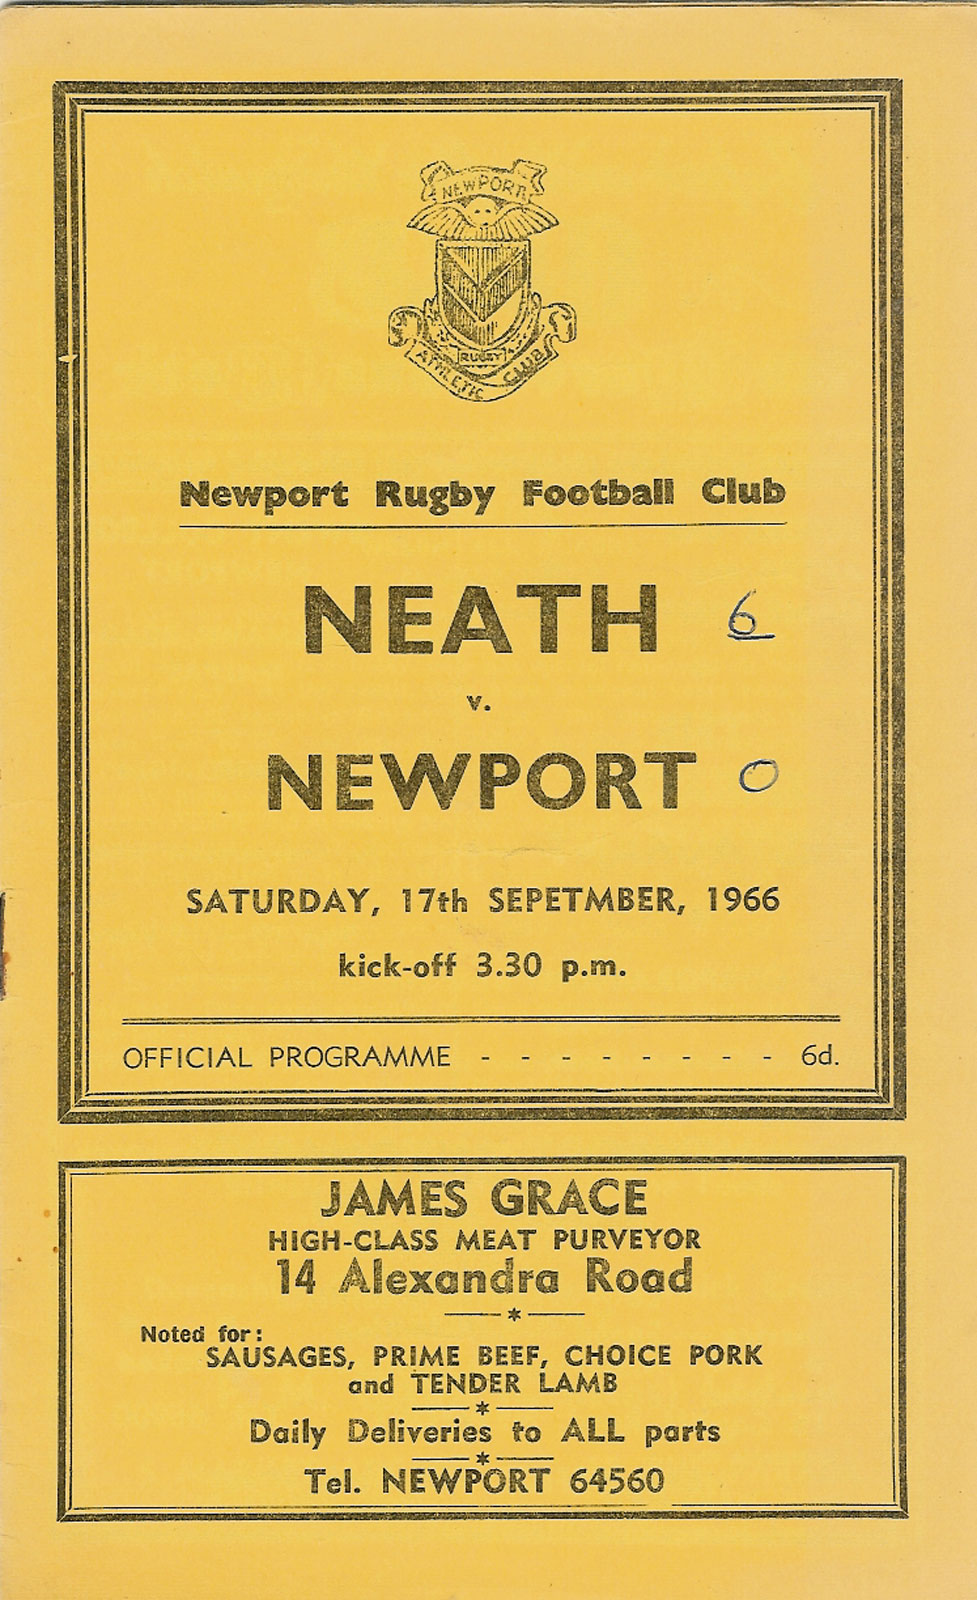 NEWPORT
RUGBY
ATHLETIC CLUB
Newport Rugby Football Club
NEATH 6
v.
NEWPORT 0
SATURDAY, 17th SEPETMBER, 1966
kick-off 3.30 p.m.
OFFICIAL PROGRAMME - - - - - - - - 6d.
JAMES GRACE
HIGH-CLASS MEAT PURVEYOR
14 Alexandra Road
Noted for:
SAUSAGES, PRIME BEEF, CHOICE PORK
and TENDER LAMB
Daily Deliveries to ALL parts
Tel. NEWPORT 64560